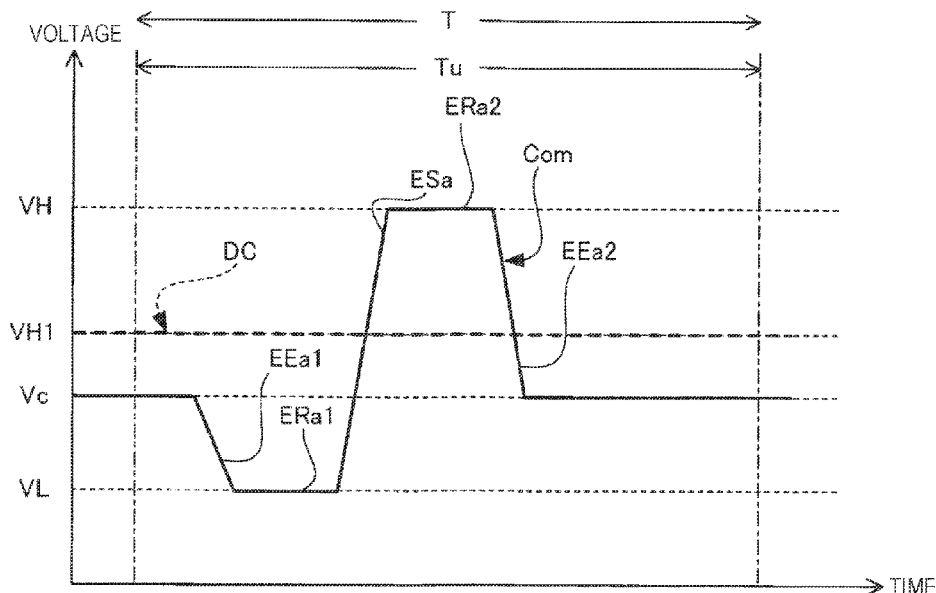 T
VOLTAGE
Tu
ERa2
Com
ESa
VH
DC
EEa2
VH1
EEa1
Vc
ERa1
VL
TIME